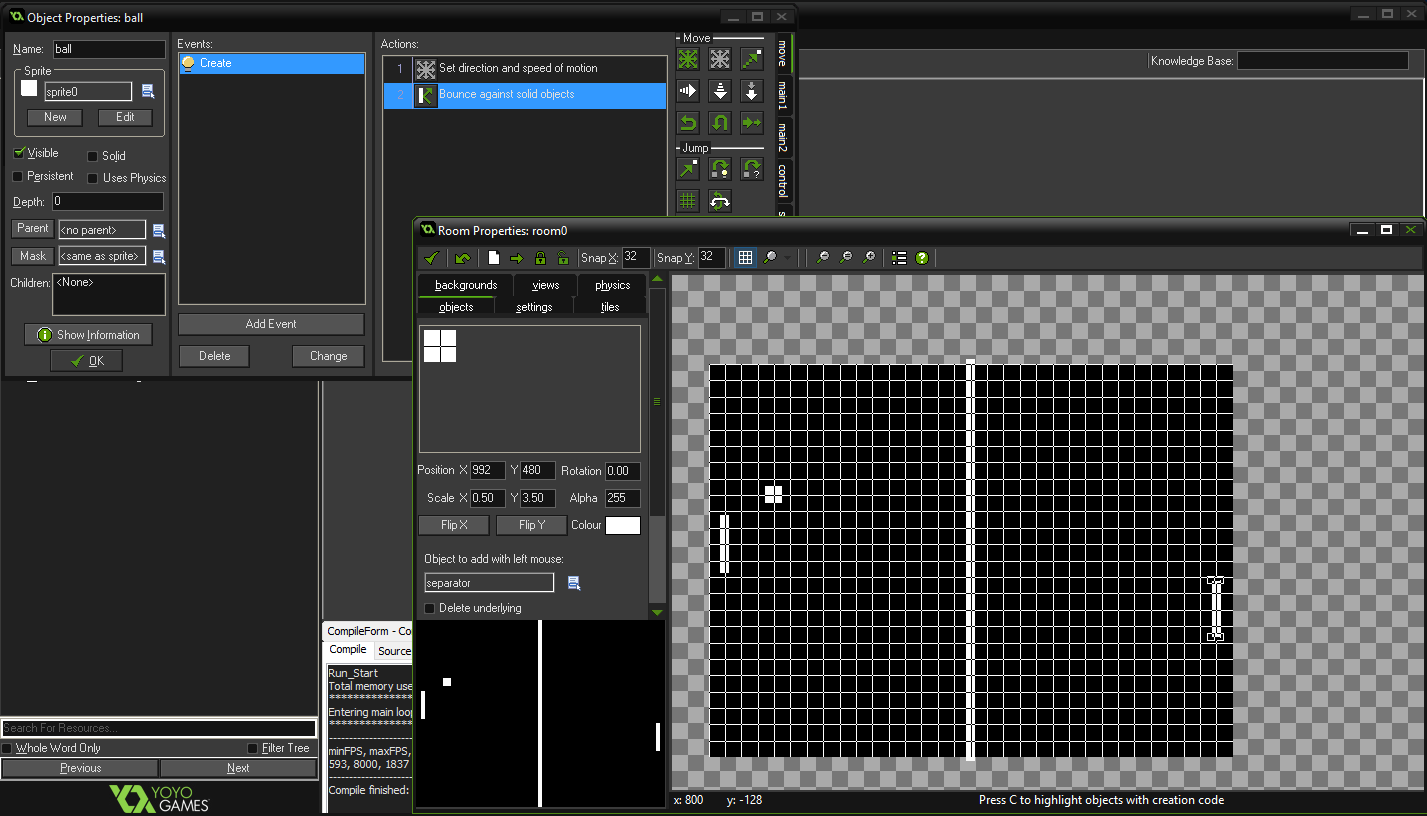 Object Properties: ball
Name: ball
Sprite
sprite0
New Edit
Visible Solid
Persistent Uses Physics
Depth: 0
Parent <no parent>
Mask <same as sprite>
Children: <None>
Show Information
OK
Events:
Create
Add Event
Delete Change
Actions:
1 Set direction and speed of motion
2 Bounce against solid objects
Move
Jump
move
main1
main2
control
s
Knowledge Base:
Room Properties: room0
Snap X: 32 Snap Y: 32
backgrounds views physics
objects settings tiles
Position X 992 Y 480 Rotation 0.00
Scale X 0.50 Y 3.50 Alpha 255
Flip X Flip Y Colour
Object to add with left mouse:
separator
Delete underlying
x: 800 y: -128 Press C to highlight objects with creation code
CompileForm - Co
Compile Source
Run_Start
Total memory use
*************
Entering main loop
*************
minFPS, maxFPS,
593, 8000, 1837
Compile finished:
Search For Resources...
Whole Word Only Filter Tree
Previous Next
YOYO
GAMES